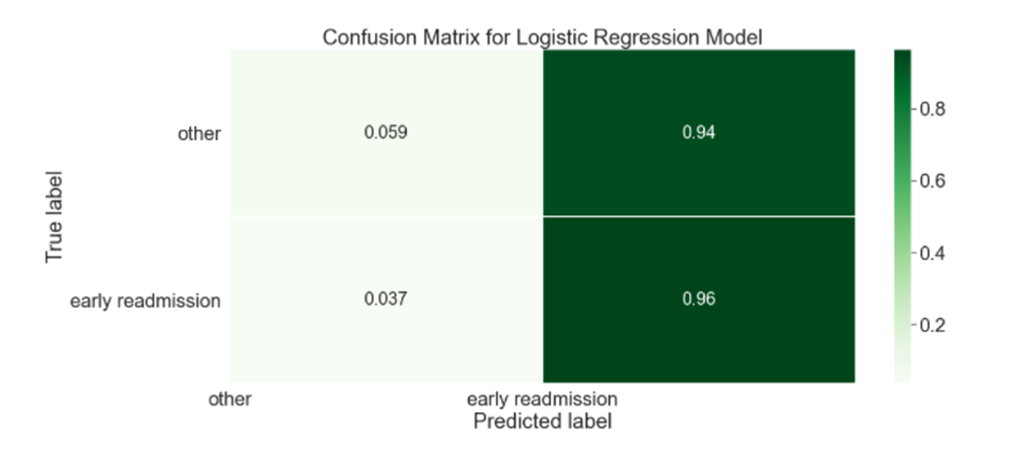 Confusion Matrix for Logistic Regression Model
other
0.059
0.94
0.8
0.6
True label
early readmission
0.037
0.96
0.4
0.2
other
early readmission
Predicted label